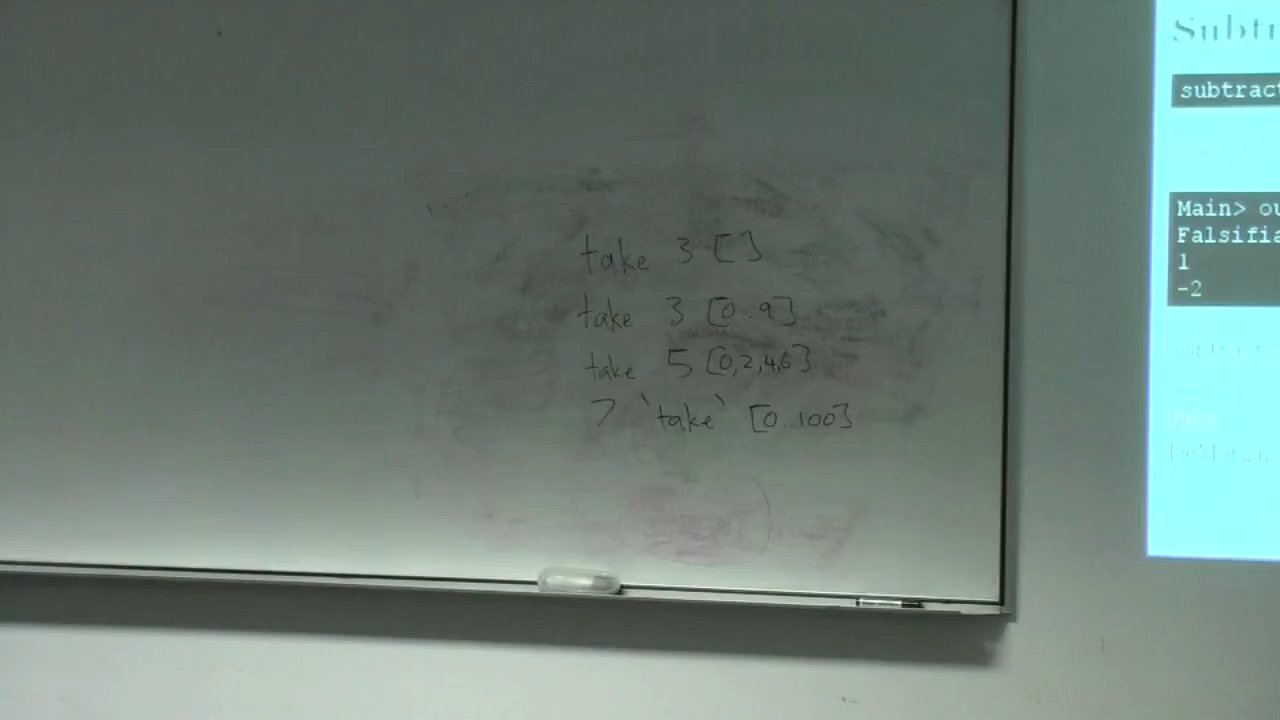 take 3 []
take 3 [0..9]
take 5 [0,2,4,6]
7 `take` [0..100]
Subtr
subtract
Main> ou
Falsifia
1
-2